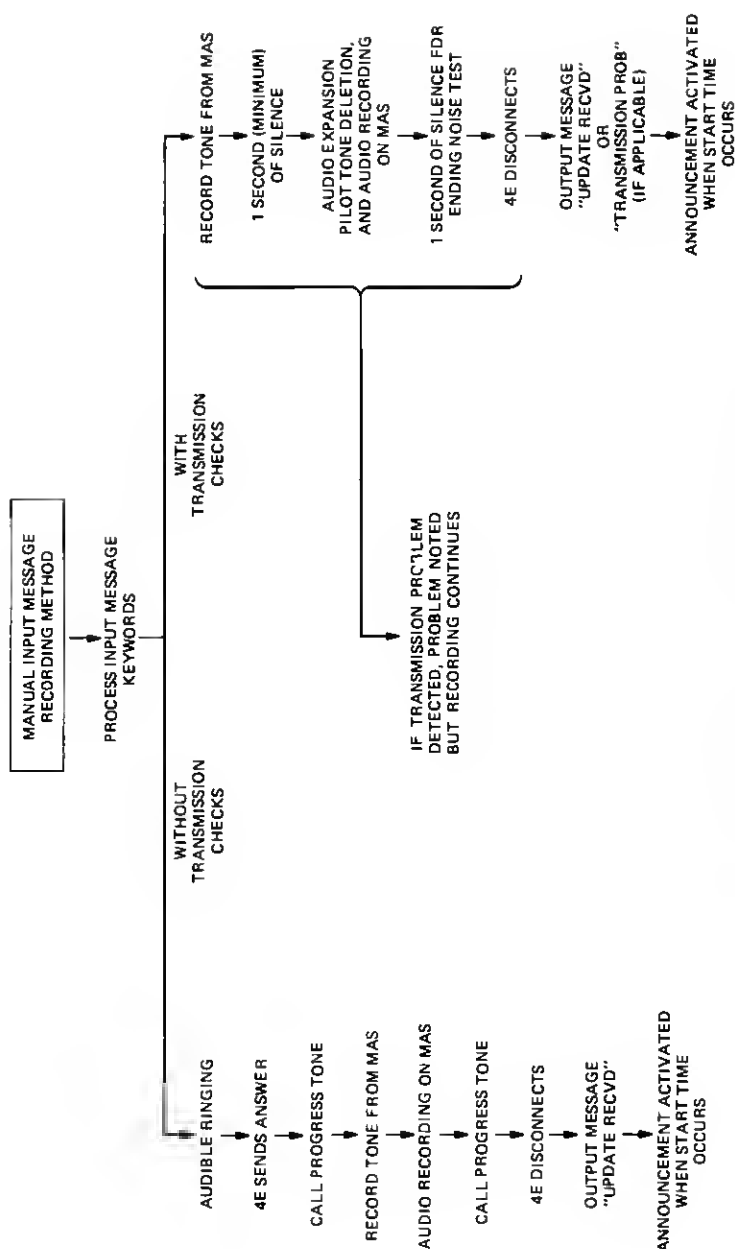 MANUAL INPUT MESSAGE
RECORDING METHOD
PROCESS INPUT MESSAGE
KEYWORDS
WITHOUT
TRANSMISSION
CHECKS
WITH
TRANSMISSION
CHECKS
AUDIBLE RINGING
4E SENDS ANSWER
CALL PROGRESS TONE
RECORD TONE FROM MAS
AUDIO RECORDING ON MAS
CALL PROGRESS TONE
4E DISCONNECTS
OUTPUT MESSAGE
"UPDATE RECVD"
ANNOUNCEMENT ACTIVATED
WHEN START TIME
OCCURS
IF TRANSMISSION PROBLEM
DETECTED, PROBLEM NOTED
BUT RECORDING CONTINUES
RECORD TONE FROM MAS
1 SECOND (MINIMUM)
OF SILENCE
AUDIO EXPANSION
PILOT TONE DELETION,
AND AUDIO RECORDING
ON MAS
1 SECOND OF SILENCE FDR
ENDING NOISE TEST
4E DISCONNECTS
OUTPUT MESSAGE
"UPDATE RECVD"
OR
"TRANSMISSION PROB"
(IF APPLICABLE)
ANNOUNCEMENT ACTIVATED
WHEN START TIME
OCCURS